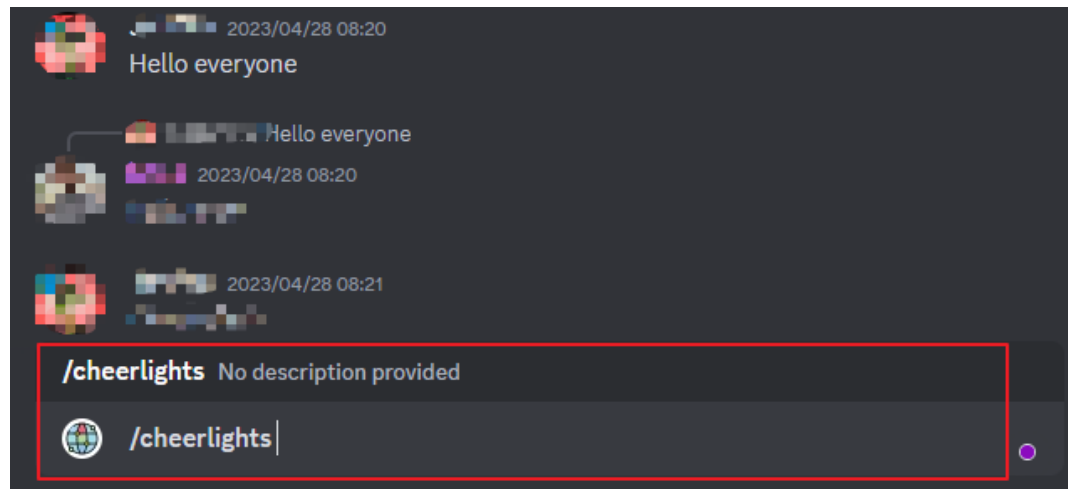 2023/04/28 08:20
Hello everyone
Hello everyone
2023/04/28 08:20
2023/04/28 08:21
/cheerlights No description provided
/cheerlights